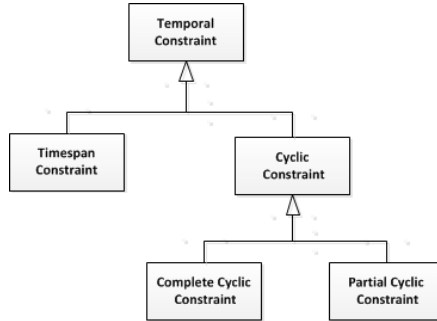 Temporal
Constraint
Timespan
Constraint
Cyclic
Constraint
Complete Cyclic
Constraint
Partial Cyclic
Constraint